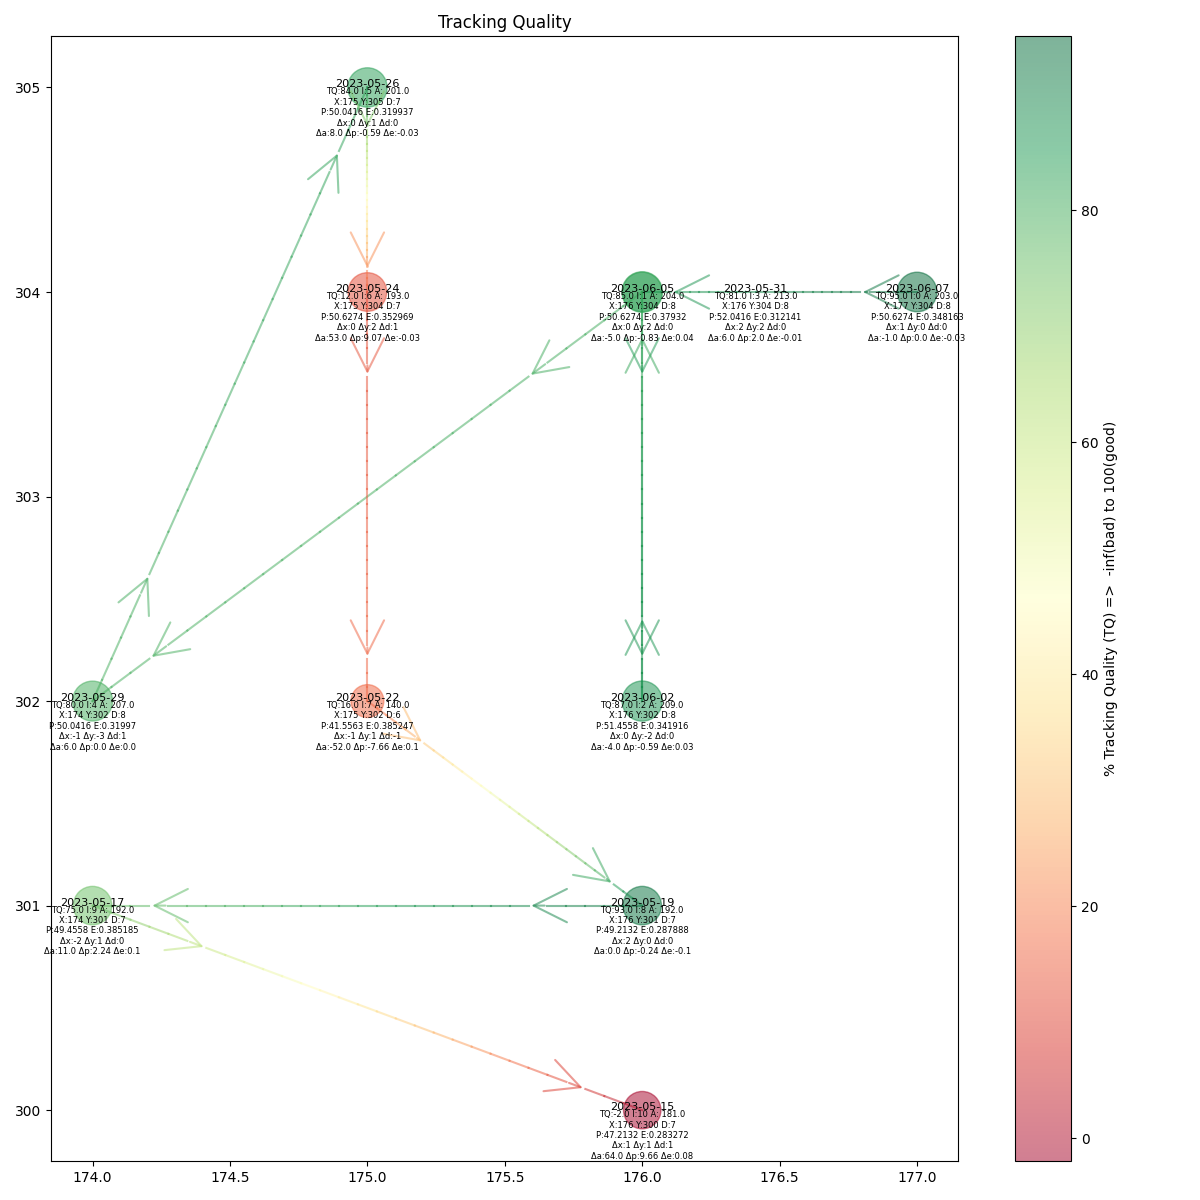 Tracking Quality
305
304
303
302
301
300
174.0
174.5
175.0
175.5
176.0
176.5
177.0
2023-05-26
TQ:84.0 I:5 A: 201.0
X:175 Y:305 D:7
P:50.0416 E:0.319937
Δx:0 Δy:1 Δd:0
Δa:8.0 Δp:-0.59 Δe:-0.03
2023-05-24
TQ:12.0 I:6 A: 193.0
X:175 Y:304 D:7
P:50.6274 E:0.352969
Δx:0 Δy:2 Δd:1
Δa:53.0 Δp:9.07 Δe:-0.03
2023-06-05
TQ:85.0 I:1 A: 204.0
X:176 Y:304 D:8
P:50.6274 E:0.37932
Δx:0 Δy:2 Δd:0
Δa:-5.0 Δp:-0.83 Δe:0.04
2023-05-31
TQ:81.0 I:3 A: 213.0
X:176 Y:304 D:8
P:52.0416 E:0.312141
Δx:2 Δy:2 Δd:0
Δa:6.0 Δp:2.0 Δe:-0.01
2023-06-07
TQ:95.0 I:0 A: 203.0
X:177 Y:304 D:8
P:50.6274 E:0.348163
Δx:1 Δy:0 Δd:0
Δa:-1.0 Δp:0.0 Δe:-0.03
2023-05-29
TQ:80.0 I:4 A: 207.0
X:174 Y:302 D:8
P:50.0416 E:0.31997
Δx:-1 Δy:-3 Δd:1
Δa:6.0 Δp:0.0 Δe:0.0
2023-05-22
TQ:16.0 I:7 A: 140.0
X:175 Y:302 D:6
P:41.5563 E:0.385247
Δx:-1 Δy:1 Δd:-1
Δa:-52.0 Δp:-7.66 Δe:0.1
2023-06-02
TQ:87.0 I:2 A: 209.0
X:176 Y:302 D:8
P:51.4558 E:0.341916
Δx:0 Δy:-2 Δd:0
Δa:-4.0 Δp:-0.59 Δe:0.03
2023-05-17
TQ:75.0 I:9 A: 192.0
X:174 Y:301 D:7
P:49.4558 E:0.385185
Δx:-2 Δy:1 Δd:0
Δa:11.0 Δp:2.24 Δe:0.1
2023-05-19
TQ:93.0 I:8 A: 192.0
X:176 Y:301 D:7
P:49.2132 E:0.287888
Δx:2 Δy:0 Δd:0
Δa:0.0 Δp:-0.24 Δe:-0.1
2023-05-15
TQ:-2.0 I:10 A: 181.0
X:176 Y:300 D:7
P:47.2132 E:0.283272
Δx:1 Δy:1 Δd:1
Δa:64.0 Δp:9.66 Δe:0.08
80
60
40
20
0
% Tracking Quality (TQ) => -inf(bad) to 100(good)